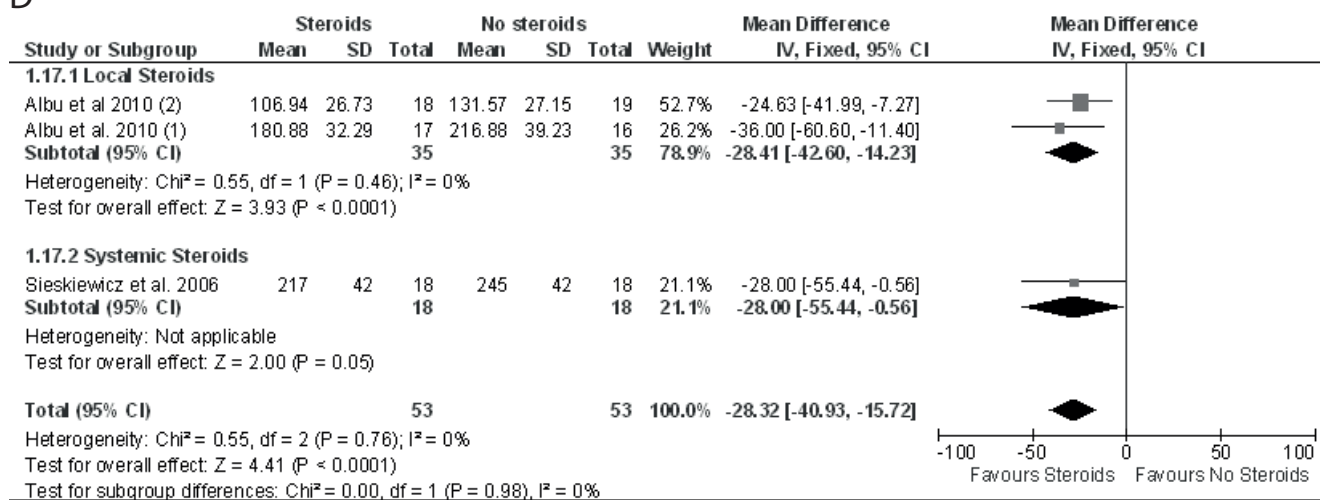 D
Steroids No steroids Mean Difference Mean Difference
Study or Subgroup Mean SD Total Mean SD Total Weight IV, Fixed, 95% CI IV, Fixed, 95% CI
1.17.1 Local Steroids
Albu et al 2010 (2) 106.94 26.73 18 131.57 27.15 19 52.7% -24.63 [-41.99, -7.27]
Albu et al. 2010 (1) 180.88 32.29 17 216.88 39.23 16 26.2% -36.00 [-60.60, -11.40]
Subtotal (95% CI) 35 35 78.9% -28.41 [-42.60, -14.23]
Heterogeneity: Chi² = 0.55, df = 1 (P = 0.46); I² = 0%
Test for overall effect: Z = 3.93 (P < 0.0001)
1.17.2 Systemic Steroids
Sieskiewicz et al. 2006 217 42 18 245 42 18 21.1% -28.00 [-55.44, -0.56]
Subtotal (95% CI) 18 18 21.1% -28.00 [-55.44, -0.56]
Heterogeneity: Not applicable
Test for overall effect: Z = 2.00 (P = 0.05)
Total (95% CI) 53 53 100.0% -28.32 [-40.93, -15.72]
Heterogeneity: Chi² = 0.55, df = 2 (P = 0.76); I² = 0%
Test for overall effect: Z = 4.41 (P < 0.0001)
Test for subgroup differences: Chi² = 0.00, df = 1 (P = 0.98), I² = 0%
-100 -50 0 50 100
Favours Steroids Favours No Steroids